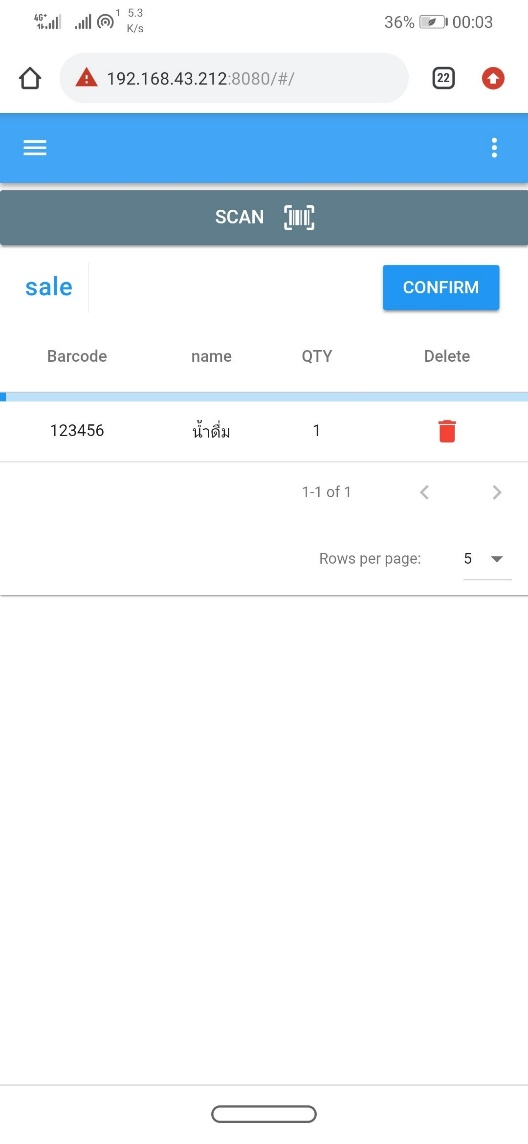 4G+ 1 5.3 K/s 36% 00:03
192.168.43.212:8080/#/ 22
SCAN
sale CONFIRM
Barcode name QTY Delete
123456 น้ำดื่ม 1
1-1 of 1
Rows per page: 5